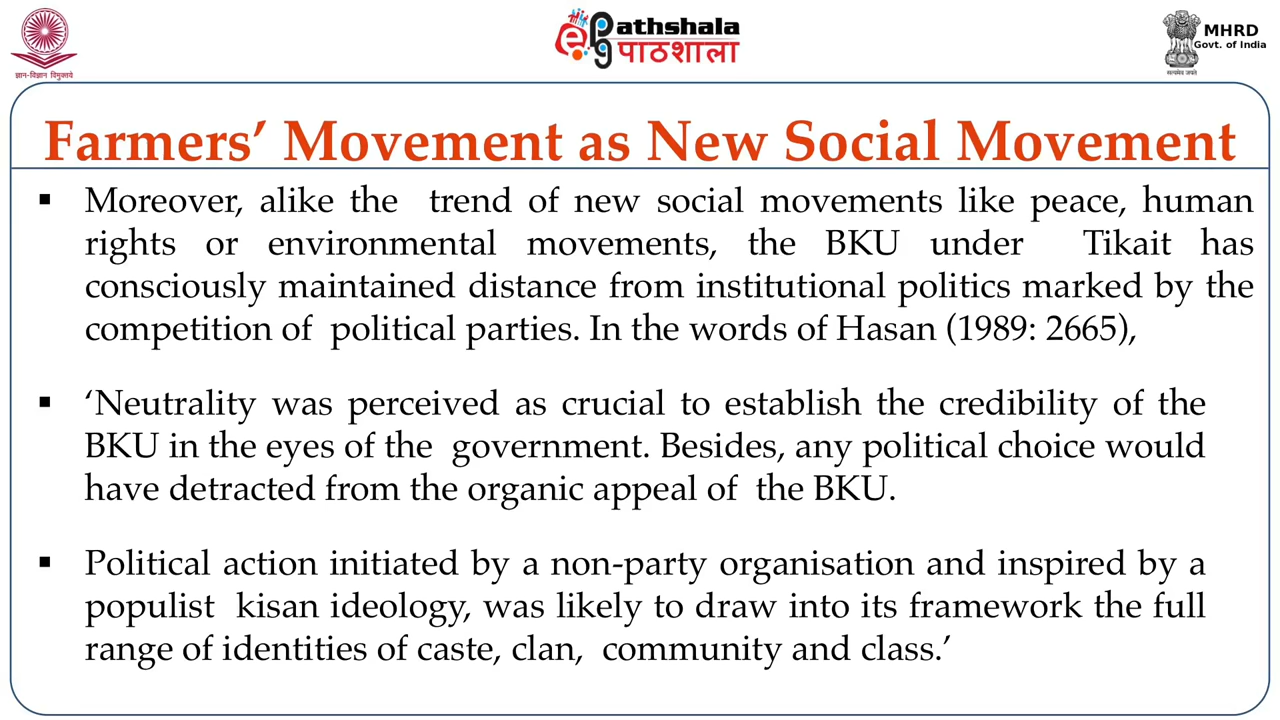 ज्ञान-विज्ञान विमुक्तये
ePathshala
पाठशाला
MHRD
Govt. of India
सत्यमेव जयते
Farmers’ Movement as New Social Movement
▪ Moreover, alike the trend of new social movements like peace, human
rights or environmental movements, the BKU under Tikait has
consciously maintained distance from institutional politics marked by the
competition of political parties. In the words of Hasan (1989: 2665),
▪ ‘Neutrality was perceived as crucial to establish the credibility of the
BKU in the eyes of the government. Besides, any political choice would
have detracted from the organic appeal of the BKU.
▪ Political action initiated by a non-party organisation and inspired by a
populist kisan ideology, was likely to draw into its framework the full
range of identities of caste, clan, community and class.’